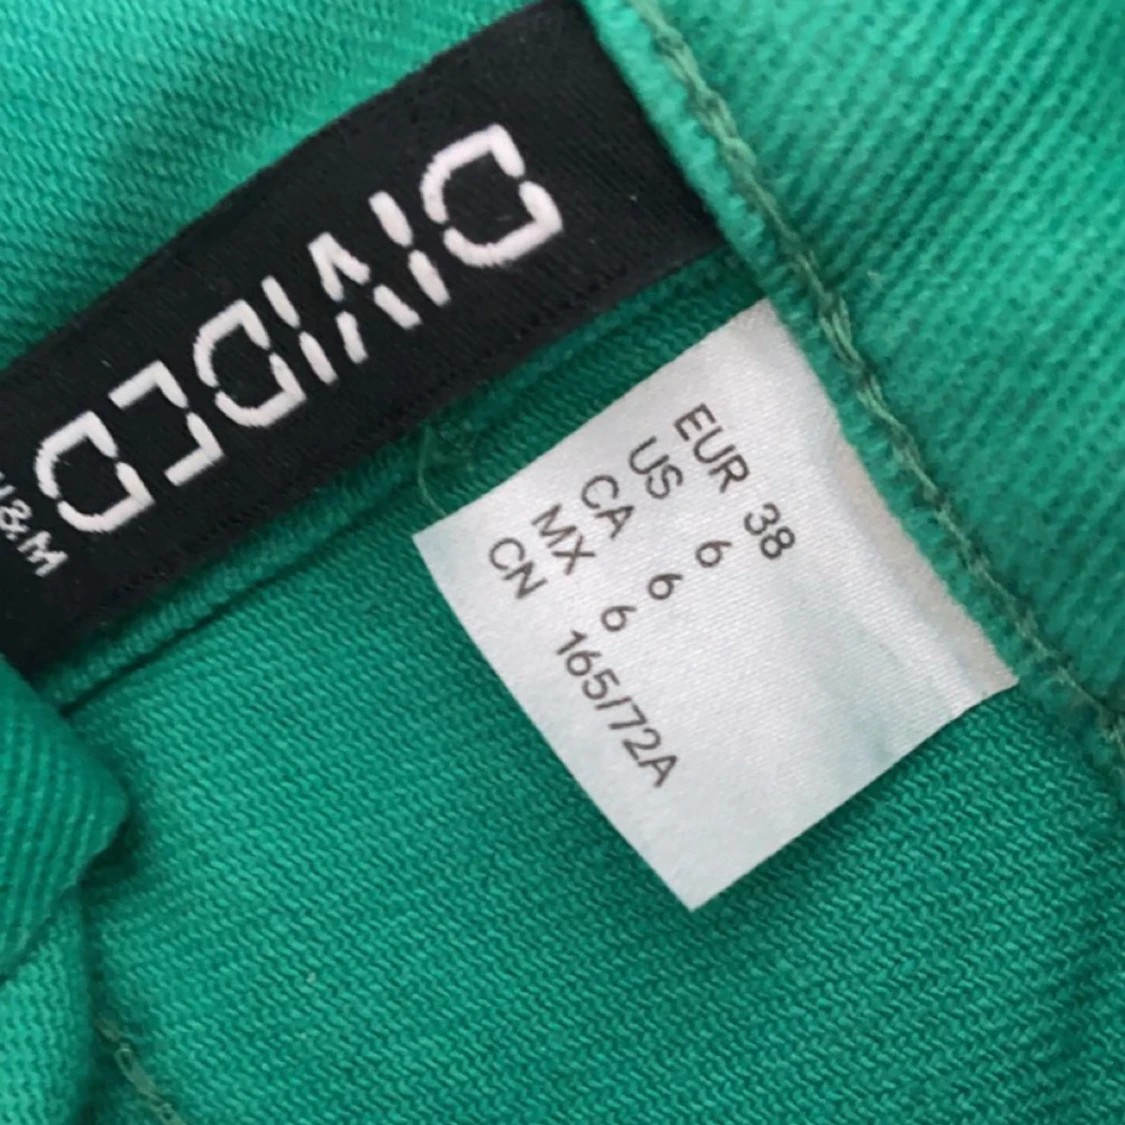 DIVIDED
H&M
EUR 38
US 6
CA 6
MX 6
CN 165/72A